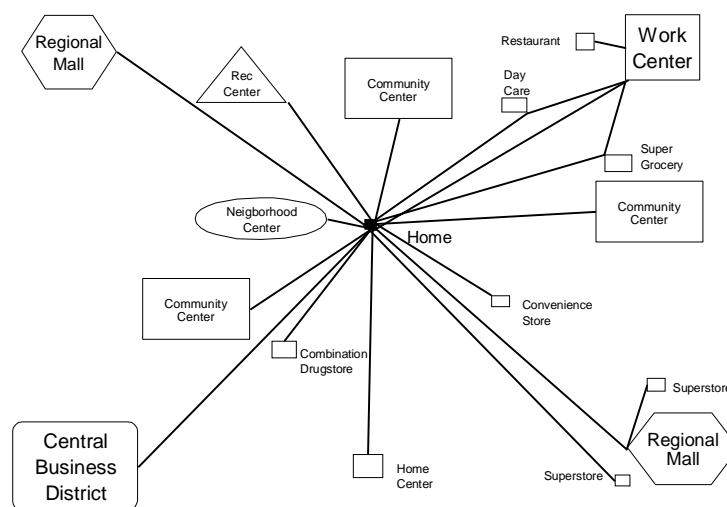 Regional
Mall
Rec
Center
Community
Center
Restaurant
Work
Center
Day
Care
Super
Grocery
Neigborhood
Center
Community
Center
Home
Community
Center
Convenience
Store
Combination
Drugstore
Superstore
Central
Business
District
Home
Center
Regional
Mall
Superstore